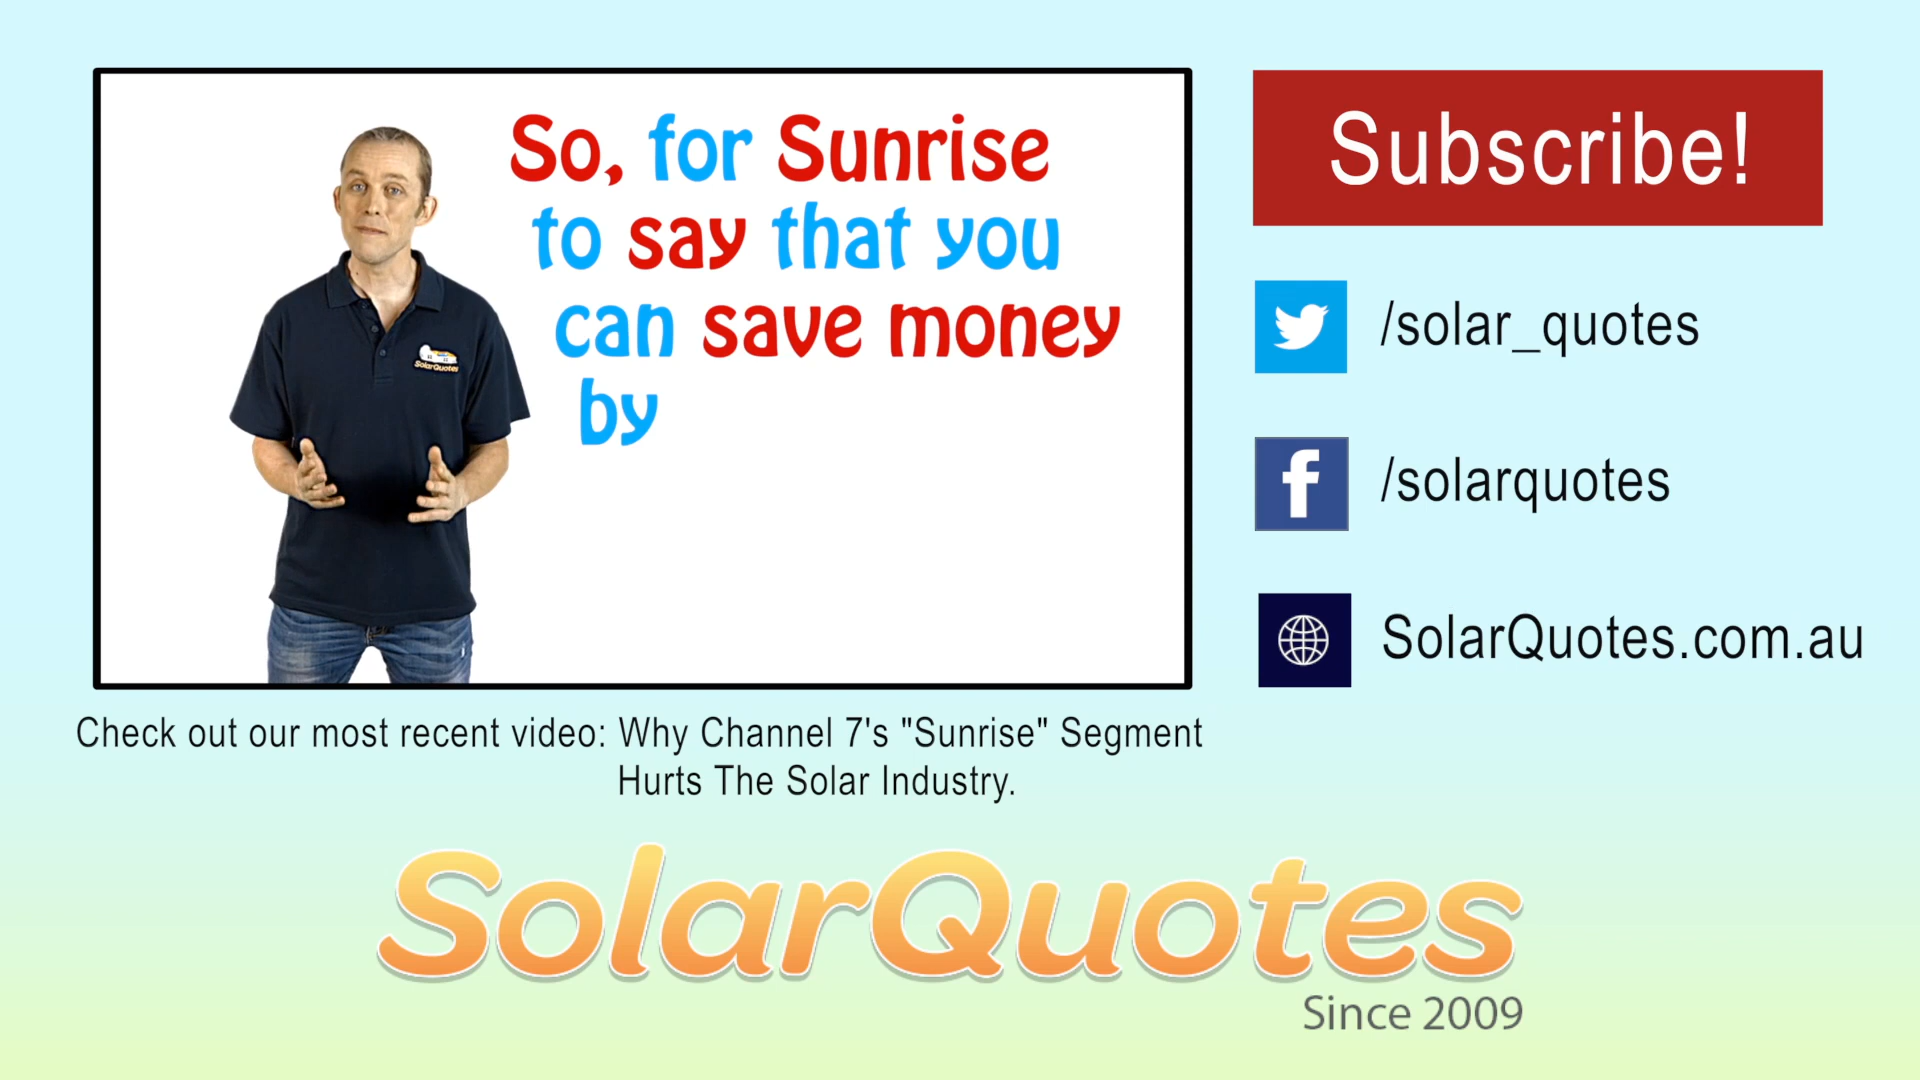 So, for Sunrise
to say that you
can save money
by
SolarQuotes
Subscribe!
/solar_quotes
f
/solarquotes
SolarQuotes.com.au
Check out our most recent video: Why Channel 7's "Sunrise" Segment
Hurts The Solar Industry.
SolarQuotes
Since 2009